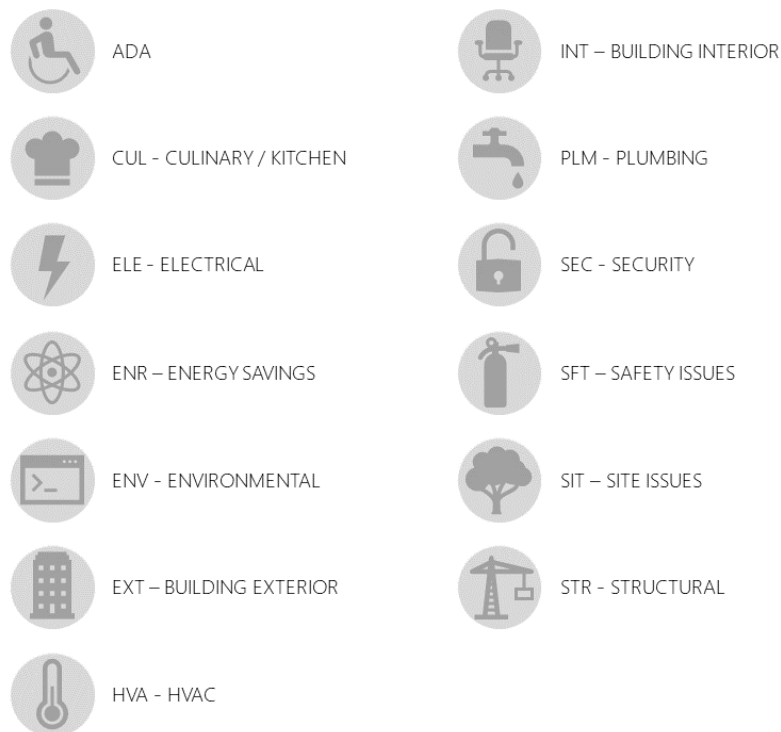 ADA
CUL - CULINARY / KITCHEN
ELE - ELECTRICAL
ENR – ENERGY SAVINGS
ENV - ENVIRONMENTAL
EXT – BUILDING EXTERIOR
HVA - HVAC
INT – BUILDING INTERIOR
PLM - PLUMBING
SEC - SECURITY
SFT – SAFETY ISSUES
SIT – SITE ISSUES
STR - STRUCTURAL